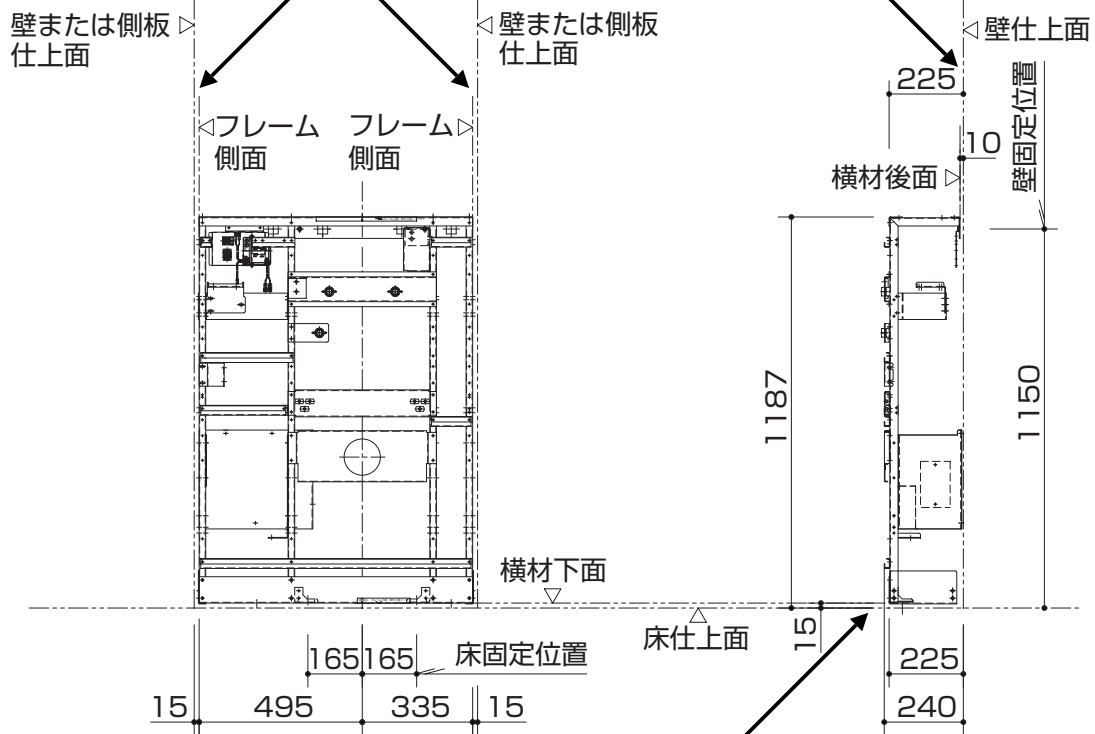 壁または側板
仕上面
壁または側板
仕上面
壁仕上面
225
壁固定位置
フレーム
側面
フレーム
側面
10
横材後面
1187
1150
横材下面
床仕上面
15
165
165
床固定位置
225
15
495
335
15
240